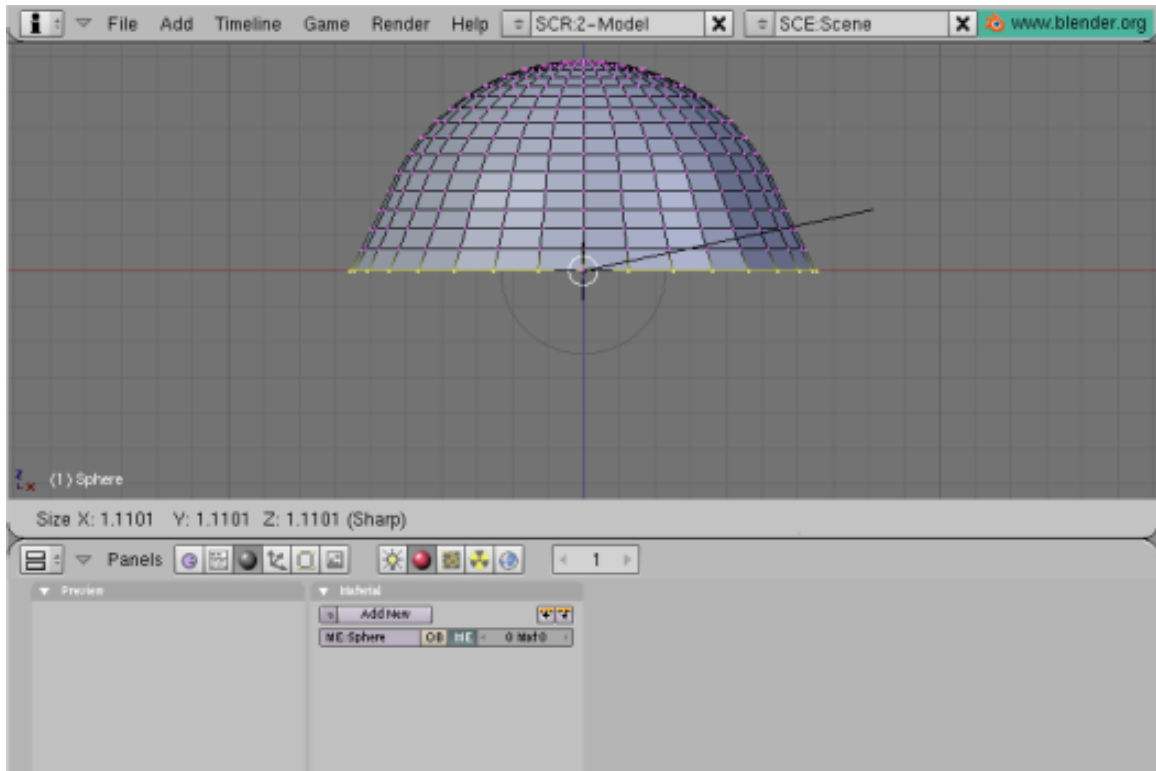 File Add Timeline Game Render Help SCR:2-Model X SCE:Scene X www.blender.org
z
x (1) Sphere
Size X: 1.1101 Y: 1.1101 Z: 1.1101 (Sharp)
Panels 1
Preview Material
Add New
ME:Sphere OB ME 0 Mat 0